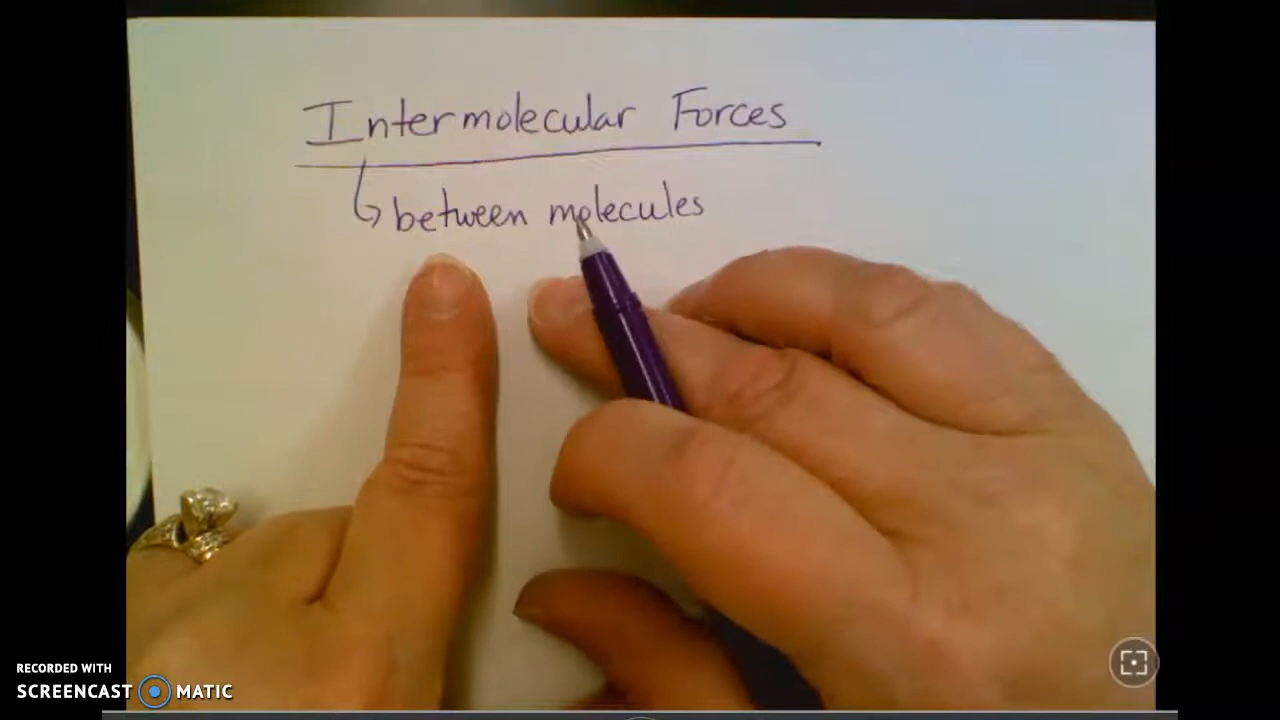 Intermolecular Forces
between molecules
RECORDED WITH
SCREENCAST MATIC